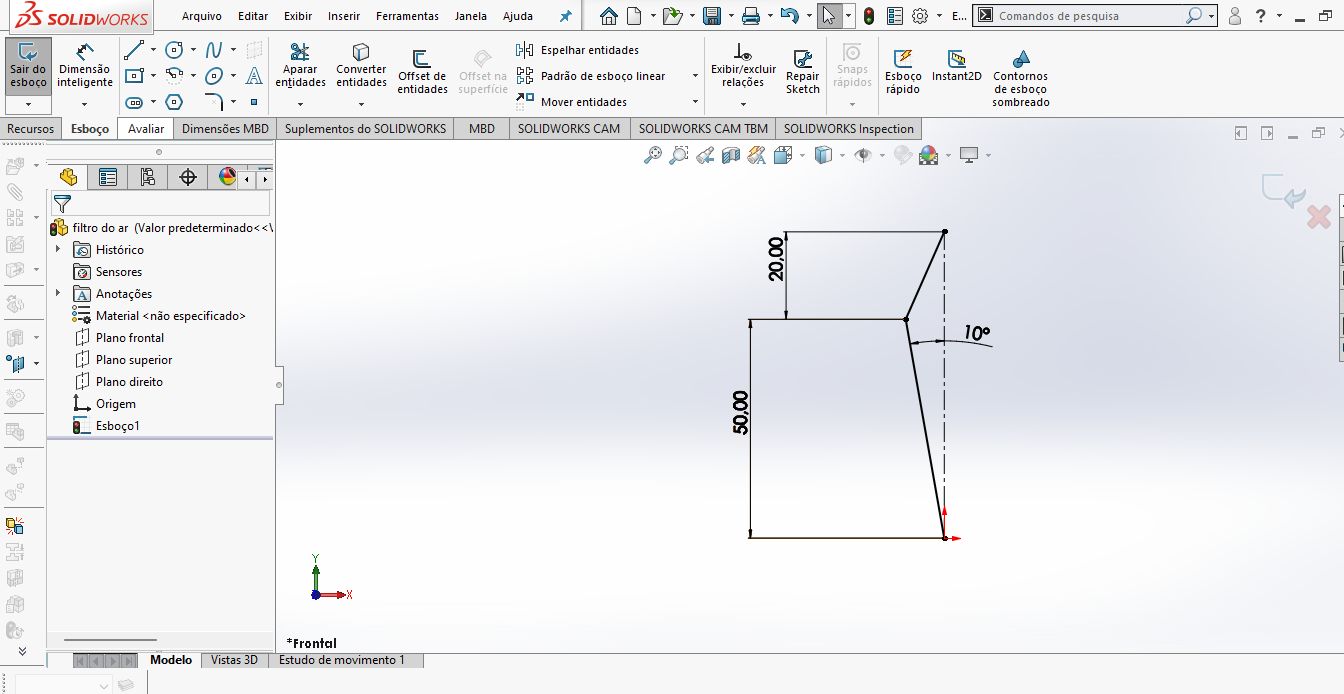 SOLIDWORKS
Arquivo Editar Exibir Inserir Ferramentas Janela Ajuda
E...
Comandos de pesquisa
?
Sair do esboço
Dimensão inteligente
Aparar entidades
Converter entidades
Offset de entidades
Offset na superfície
Espelhar entidades
Padrão de esboço linear
Mover entidades
Exibir/excluir relações
Repair Sketch
Snaps rápidos
Esboço rápido
Instant2D
Contornos de esboço sombreado
Recursos Esboço Avaliar Dimensões MBD Suplementos do SOLIDWORKS MBD SOLIDWORKS CAM SOLIDWORKS CAM TBM SOLIDWORKS Inspection
filtro do ar (Valor predeterminado<<V
Histórico
Sensores
Anotações
Material <não especificado>
Plano frontal
Plano superior
Plano direito
Origem
Esboço1
20,00
10°
50,00
Y
X
*Frontal
Modelo Vistas 3D Estudo de movimento 1